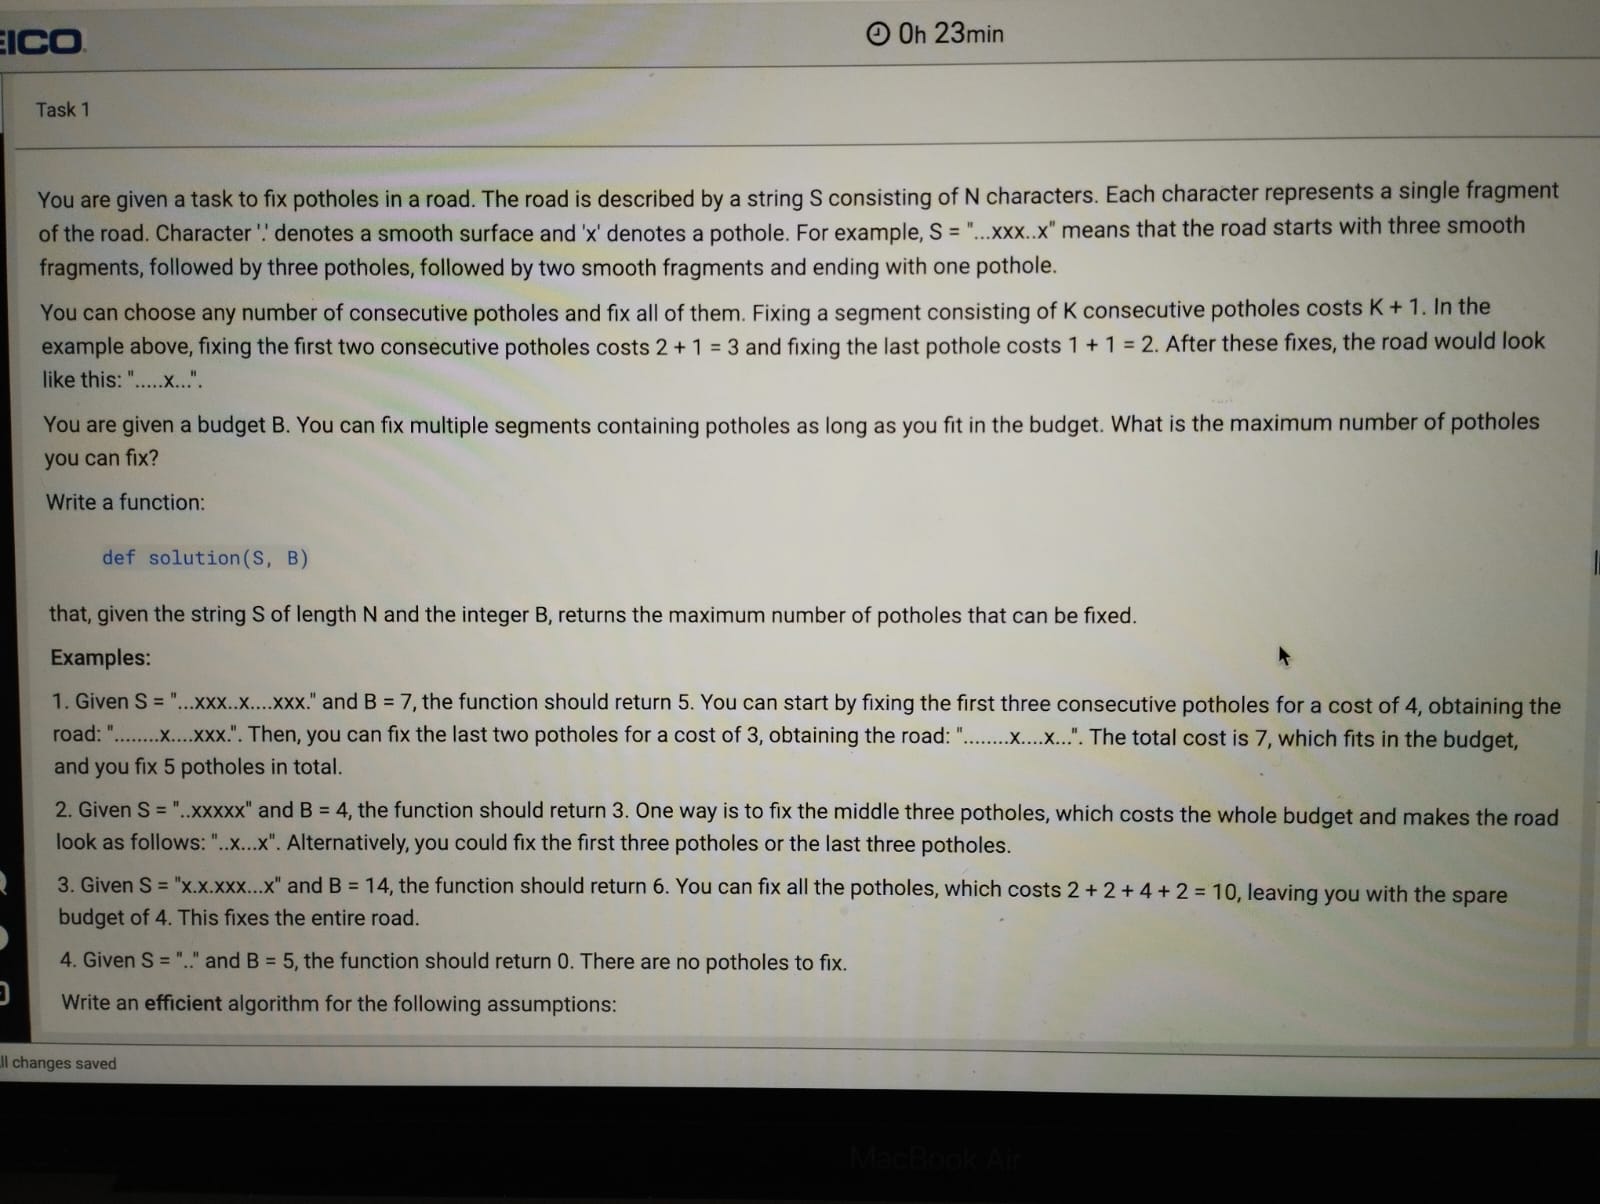 EICO
0h 23min
Task 1
You are given a task to fix potholes in a road. The road is described by a string S consisting of N characters. Each character represents a single fragment
of the road. Character '.' denotes a smooth surface and 'x' denotes a pothole. For example, S = "...xxx..x" means that the road starts with three smooth
fragments, followed by three potholes, followed by two smooth fragments and ending with one pothole.
You can choose any number of consecutive potholes and fix all of them. Fixing a segment consisting of K consecutive potholes costs K + 1. In the
example above, fixing the first two consecutive potholes costs 2 + 1 = 3 and fixing the last pothole costs 1 + 1 = 2. After these fixes, the road would look
like this: ".....x...".
You are given a budget B. You can fix multiple segments containing potholes as long as you fit in the budget. What is the maximum number of potholes
you can fix?
Write a function:
def solution(S, B)
that, given the string S of length N and the integer B, returns the maximum number of potholes that can be fixed.
Examples:
1. Given S = "...xxx..x....xxx." and B = 7, the function should return 5. You can start by fixing the first three consecutive potholes for a cost of 4, obtaining the
road: "........x....xxx.". Then, you can fix the last two potholes for a cost of 3, obtaining the road: "........x....x...". The total cost is 7, which fits in the budget,
and you fix 5 potholes in total.
2. Given S = "..xxxxx" and B = 4, the function should return 3. One way is to fix the middle three potholes, which costs the whole budget and makes the road
look as follows: "..x...x". Alternatively, you could fix the first three potholes or the last three potholes.
3. Given S = "x.x.xxx...x" and B = 14, the function should return 6. You can fix all the potholes, which costs 2 + 2 + 4 + 2 = 10, leaving you with the spare
budget of 4. This fixes the entire road.
4. Given S = ".." and B = 5, the function should return 0. There are no potholes to fix.
Write an efficient algorithm for the following assumptions:
ll changes saved
MacBook Air